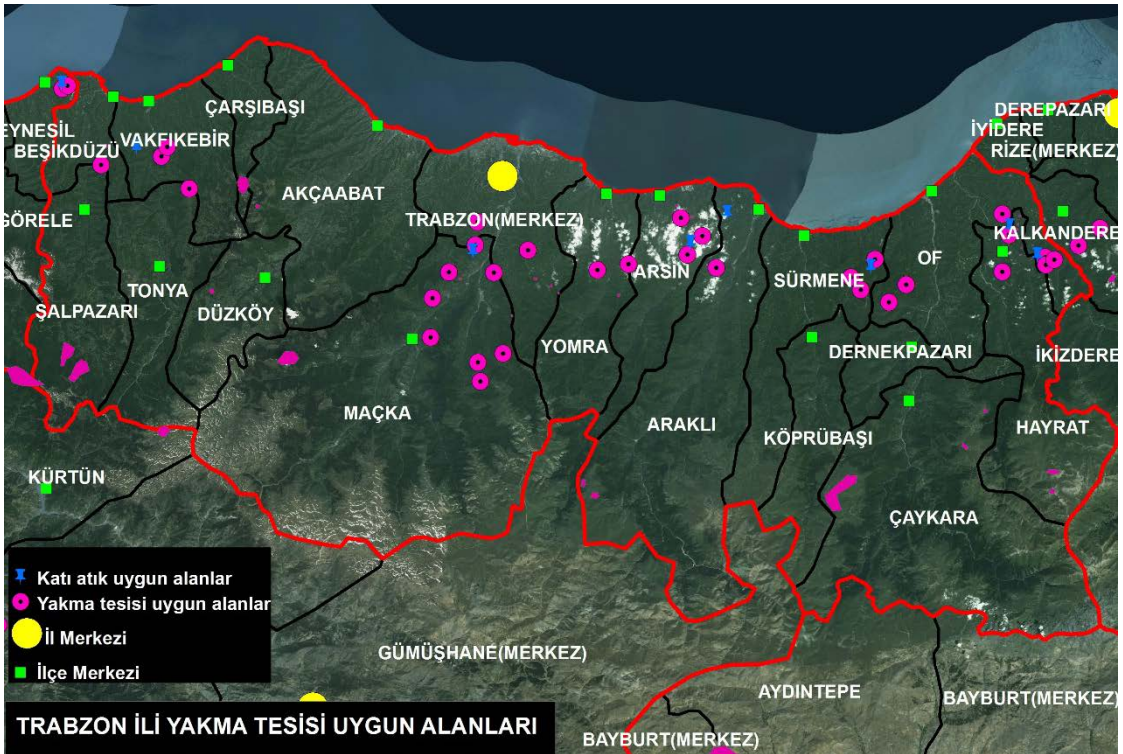 DEREPAZARI
ÇARŞIBAŞI
İYİDERE
EYNESİL
VAKFIKEBİR
BEŞİKDÜZÜ
RİZE(MERKEZ)
AKÇAABAT
GÖRELE
TRABZON(MERKEZ)
KALKANDERE
OF
ARSİN
SÜRMENE
TONYA
ŞALPAZARI
DÜZKÖY
YOMRA
DERNEKPAZARI
İKİZDERE
MAÇKA
ARAKLI
HAYRAT
KÖPRÜBAŞI
KÜRTÜN
ÇAYKARA
Katı atık uygun alanlar
Yakma tesisi uygun alanlar
İl Merkezi
İlçe Merkezi
GÜMÜŞHANE(MERKEZ)
AYDINTEPE
BAYBURT(MERKEZ)
TRABZON İLİ YAKMA TESİSİ UYGUN ALANLARI
BAYBURT(MERKEZ)